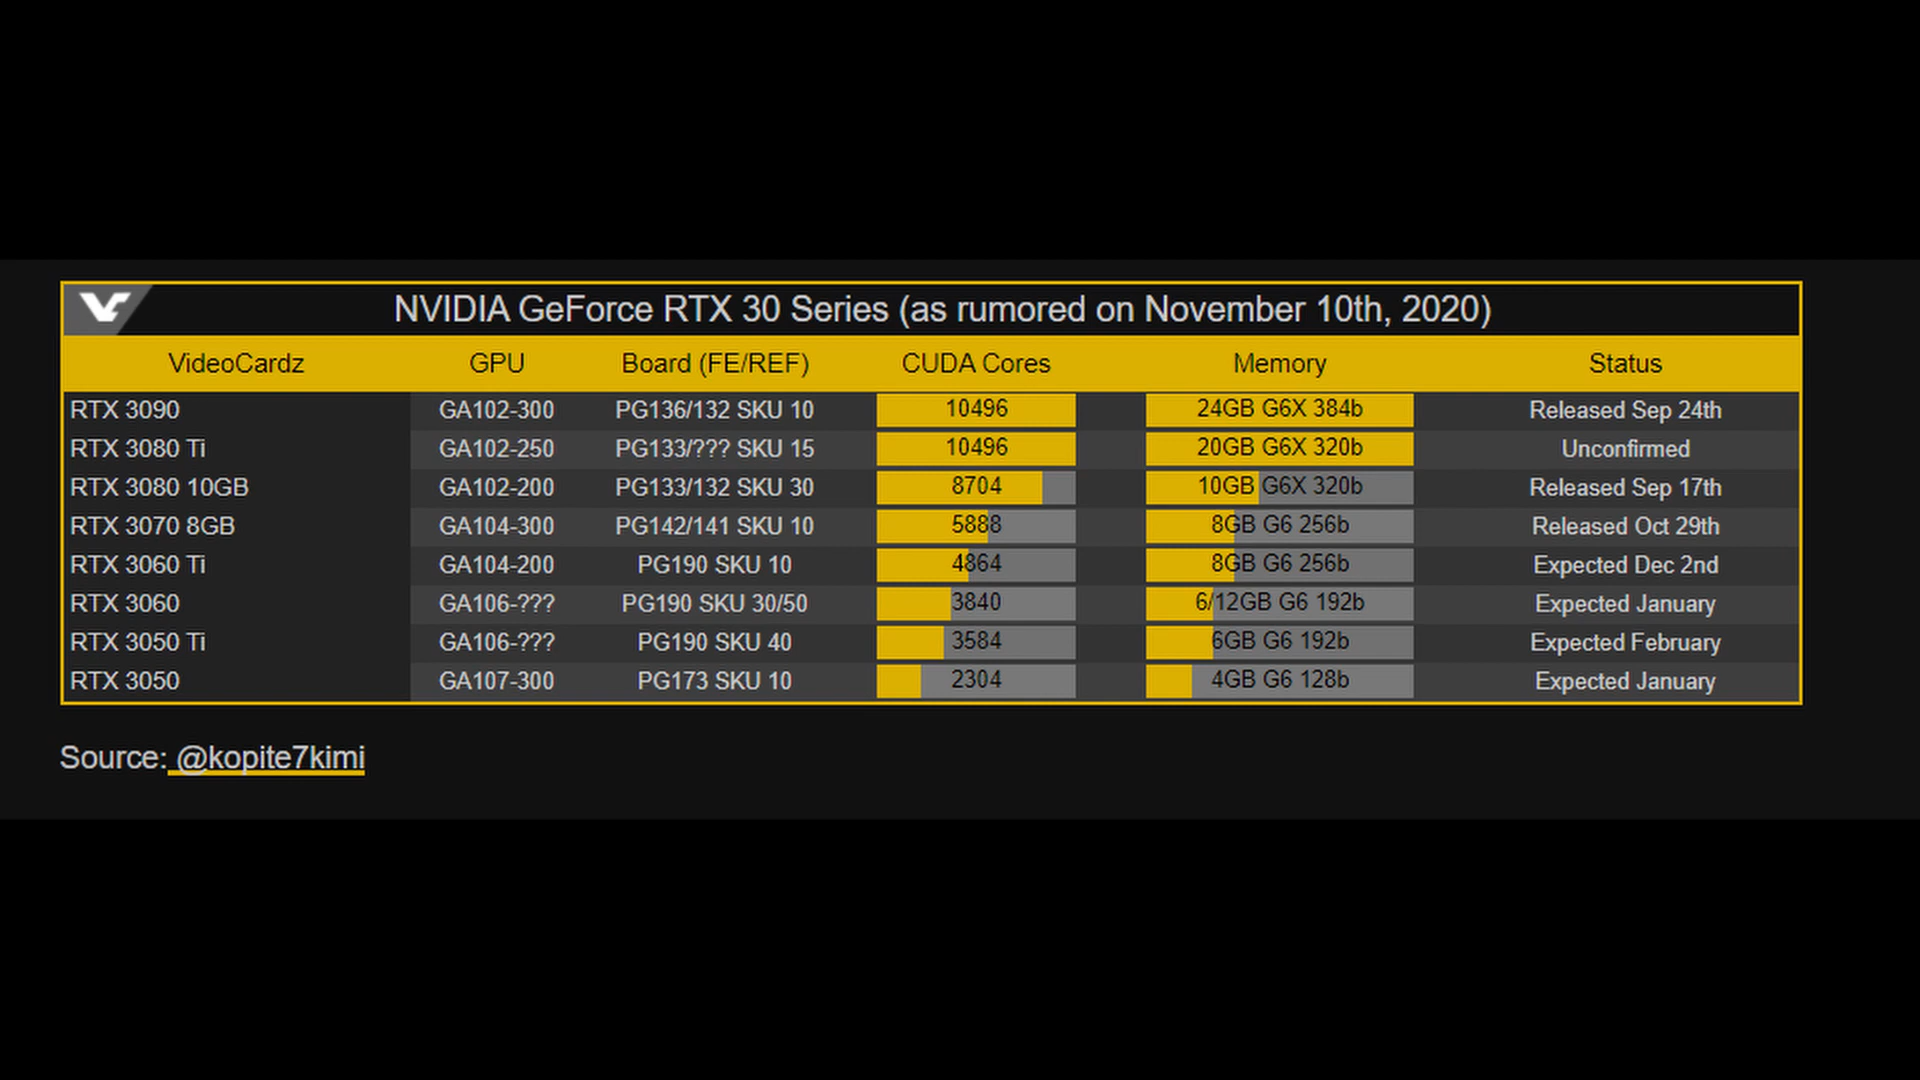 NVIDIA GeForce RTX 30 Series (as rumored on November 10th, 2020)
VideoCardz GPU Board (FE/REF) CUDA Cores Memory Status
RTX 3090 GA102-300 PG136/132 SKU 10 10496 24GB G6X 384b Released Sep 24th
RTX 3080 Ti GA102-250 PG133/??? SKU 15 10496 20GB G6X 320b Unconfirmed
RTX 3080 10GB GA102-200 PG133/132 SKU 30 8704 10GB G6X 320b Released Sep 17th
RTX 3070 8GB GA104-300 PG142/141 SKU 10 5888 8GB G6 256b Released Oct 29th
RTX 3060 Ti GA104-200 PG190 SKU 10 4864 8GB G6 256b Expected Dec 2nd
RTX 3060 GA106-??? PG190 SKU 30/50 3840 6/12GB G6 192b Expected January
RTX 3050 Ti GA106-??? PG190 SKU 40 3584 6GB G6 192b Expected February
RTX 3050 GA107-300 PG173 SKU 10 2304 4GB G6 128b Expected January
Source: @kopite7kimi